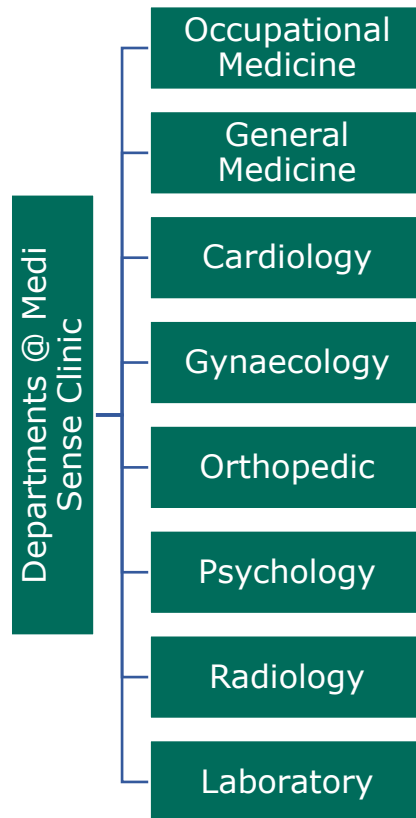 Departments @ Medi
Sense Clinic
Occupational
Medicine
General
Medicine
Cardiology
Gynaecology
Orthopedic
Psychology
Radiology
Laboratory